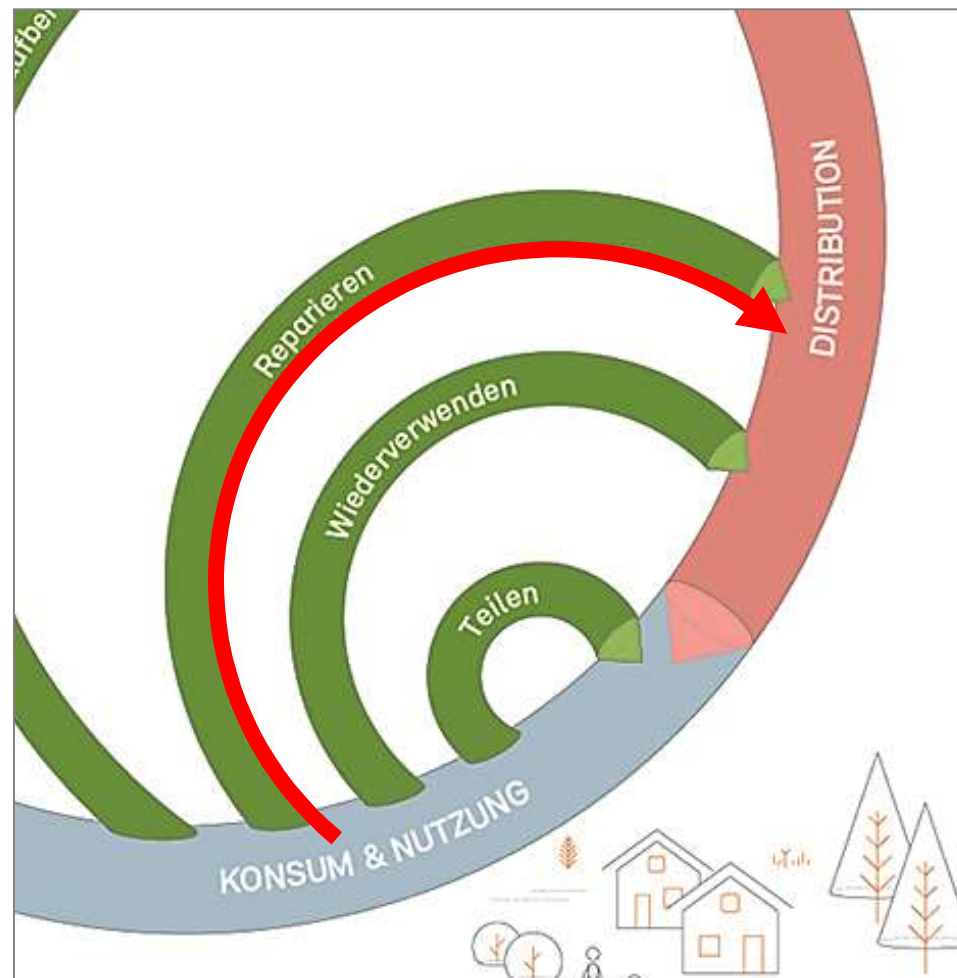 DISTRIBUTION
Reparieren
Wiederverwenden
Teilen
KONSUM & NUTZUNG